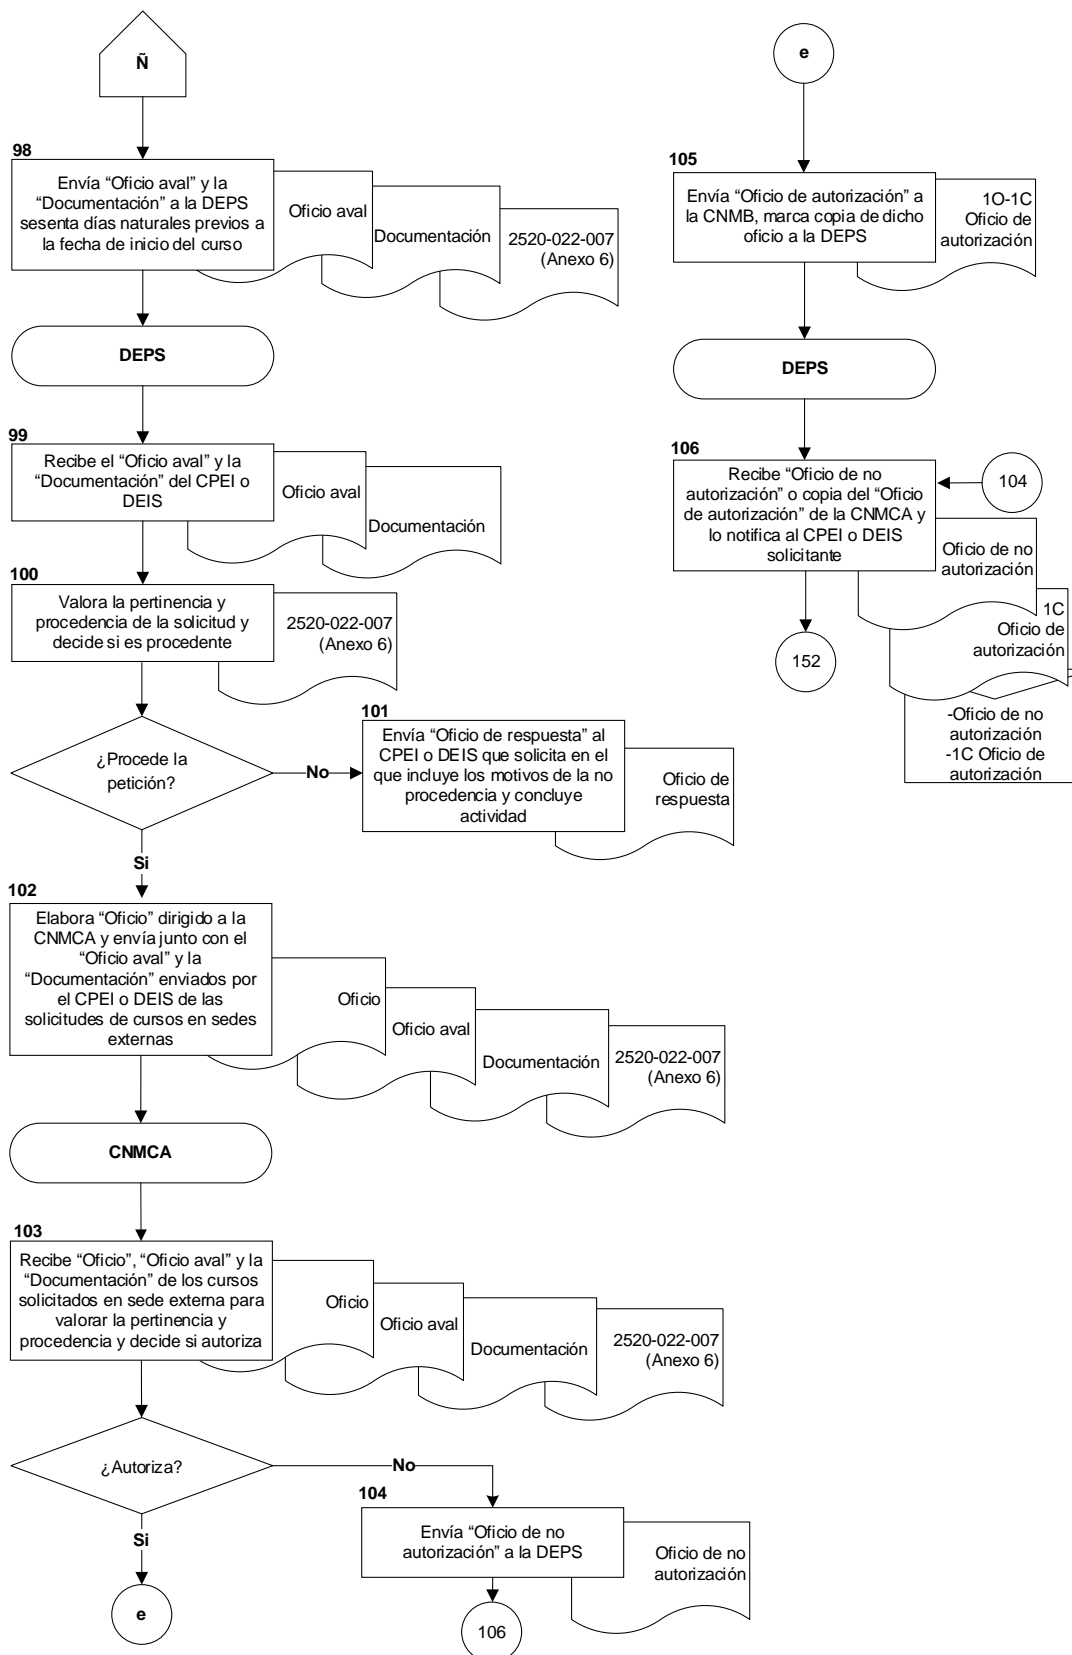 Ñ
98
Envía “Oficio aval” y la
“Documentación” a la DEPS
sesenta días naturales previos a
la fecha de inicio del curso
Oficio aval
Documentación
2520-022-007
(Anexo 6)
DEPS
99
Recibe el “Oficio aval” y la
“Documentación” del CPEI o
DEIS
Oficio aval
Documentación
100
Valora la pertinencia y
procedencia de la solicitud y
decide si es procedente
2520-022-007
(Anexo 6)
¿Procede la
petición?
No
101
Envía “Oficio de respuesta” al
CPEI o DEIS que solicita en el
que incluye los motivos de la no
procedencia y concluye
actividad
Oficio de
respuesta
Si
102
Elabora “Oficio” dirigido a la
CNMCA y envía junto con el
“Oficio aval” y la
“Documentación” enviados por
el CPEI o DEIS de las
solicitudes de cursos en sedes
externas
Oficio
Oficio aval
Documentación
2520-022-007
(Anexo 6)
CNMCA
103
Recibe “Oficio”, “Oficio aval” y la
“Documentación” de los cursos
solicitados en sede externa para
valorar la pertinencia y
procedencia y decide si autoriza
Oficio
Oficio aval
Documentación
2520-022-007
(Anexo 6)
¿Autoriza?
No
104
Envía “Oficio de no
autorización” a la DEPS
Oficio de no
autorización
106
Si
e
e
105
Envía “Oficio de autorización” a
la CNMB, marca copia de dicho
oficio a la DEPS
1O-1C
Oficio de
autorización
DEPS
106
Recibe “Oficio de no
autorización” o copia del “Oficio
de autorización” de la CNMCA y
lo notifica al CPEI o DEIS
solicitante
104
Oficio de no
autorización
1C
Oficio de
autorización
-Oficio de no
autorización
-1C Oficio de
autorización
152